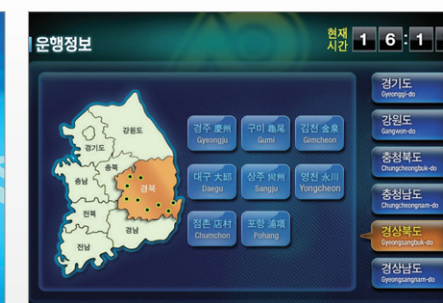 운행정보
현재
시간
1 6 : 1
강원도
경기도
충북
충남
경북
전북
경남
전남
경주 慶州
Gyeongju
구미 龜尾
Gumi
김천 金泉
Gimcheon
대구 大邱
Daegu
상주 尙州
Sangju
영천 永川
Yongcheon
점촌 店村
Chumchon
포항 浦項
Pohang
경기도
Gyeonggi-do
강원도
Gangwon-do
충청북도
Chungcheongbuk-do
충청남도
Chungcheongnam-do
경상북도
Gyeongsangbuk-do
경상남도
Gyeongsangnam-do